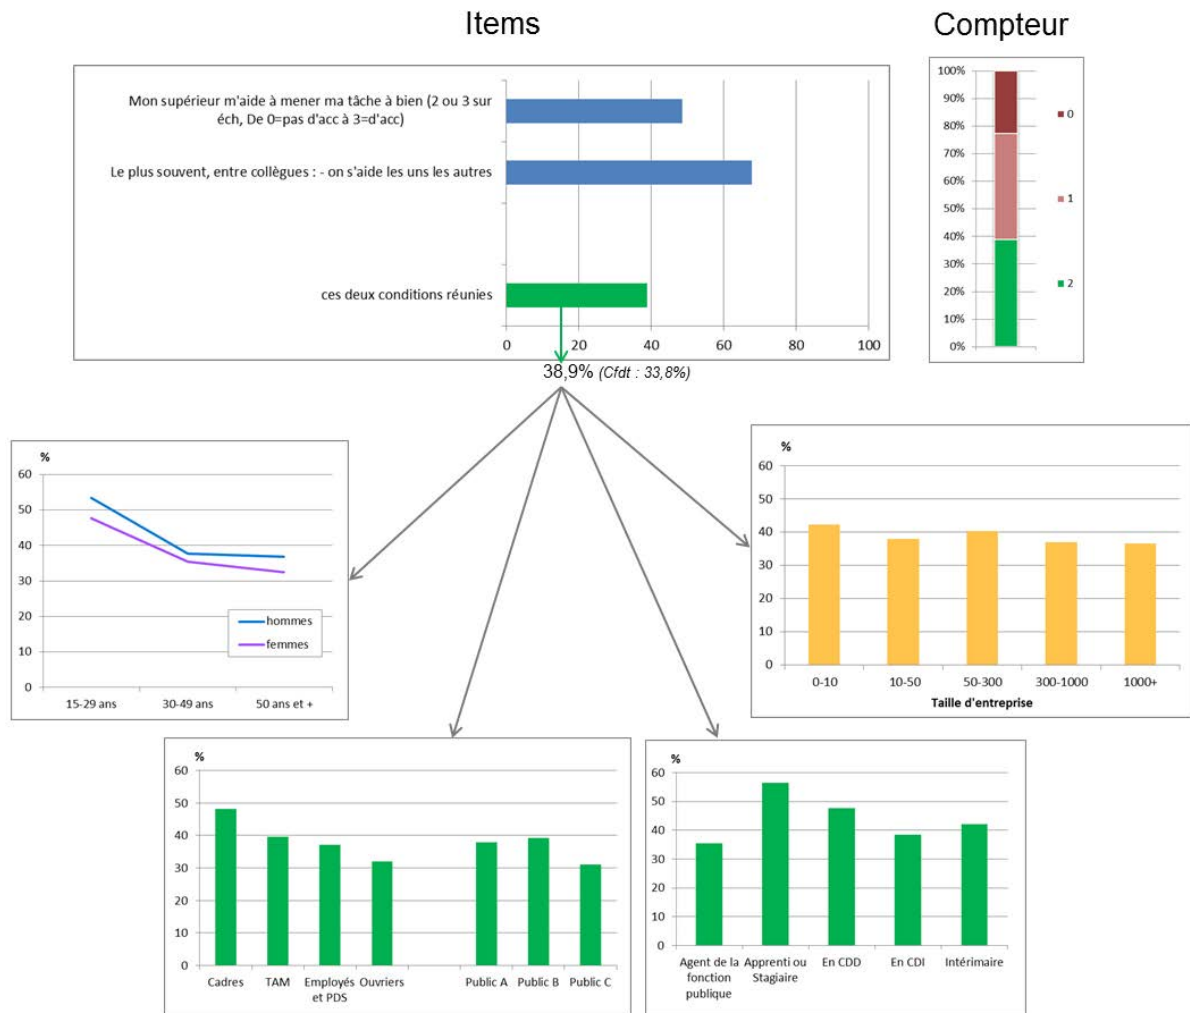 Items
Compteur
Mon supérieur m'aide à mener ma tâche à bien (2 ou 3 sur
éch, De 0=pas d'acc à 3=d'acc)
Le plus souvent, entre collègues : - on s'aide les uns les autres
ces deux conditions réunies
0 20 40 60 80 100
38,9% (Cfdt : 33,8%)
100%
90%
80%
70%
60%
50%
40%
30%
20%
10%
0%
0
1
2
%
60
50
40
30
20
10
0
hommes
femmes
15-29 ans 30-49 ans 50 ans et +
%
60
50
40
30
20
10
0
0-10 10-50 50-300 300-1000 1000+
Taille d'entreprise
%
60
50
40
30
20
10
0
Cadres TAM Employés Ouvriers Public A Public B Public C
et PDS
%
60
50
40
30
20
10
0
Agent de la Apprenti ou En CDD En CDI Intérimaire
fonction Stagiaire
publique